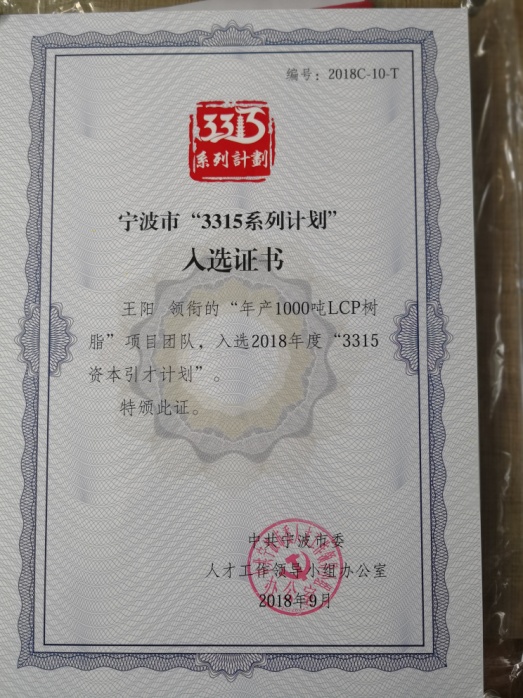 编号：2018C-10-T
3315
系列計劃
宁波市“3315系列计划”
入选证书
王阳 领衔的“年产1000吨LCP树
脂”项目团队，入选2018年度“3315
资本引才计划”。
特颁此证。
中共宁波市委
人才工作领导小组办公室
2018年9月
办公室